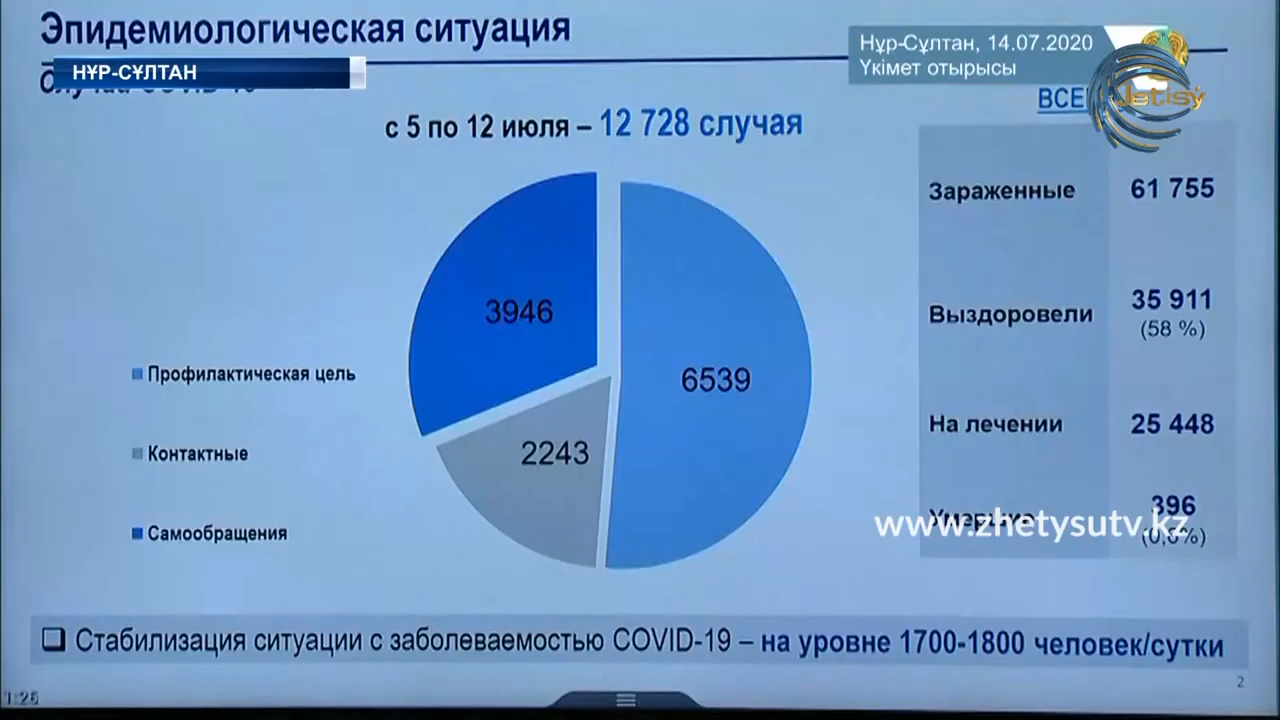 Эпидемиологическая ситуация
НҰР-СҰЛТАН
Нұр-Сұлтан, 14.07.2020
Үкімет отырысы
Jetisý
с 5 по 12 июля – 12 728 случая
3946
6539
2243
Профилактическая цель
Контактные
Самообращения
Зараженные 61 755
Выздоровели 35 911
(58 %)
На лечении 25 448
396
www.zhetysutv.kz
Стабилизация ситуации с заболеваемостью COVID-19 – на уровне 1700-1800 человек/сутки
2